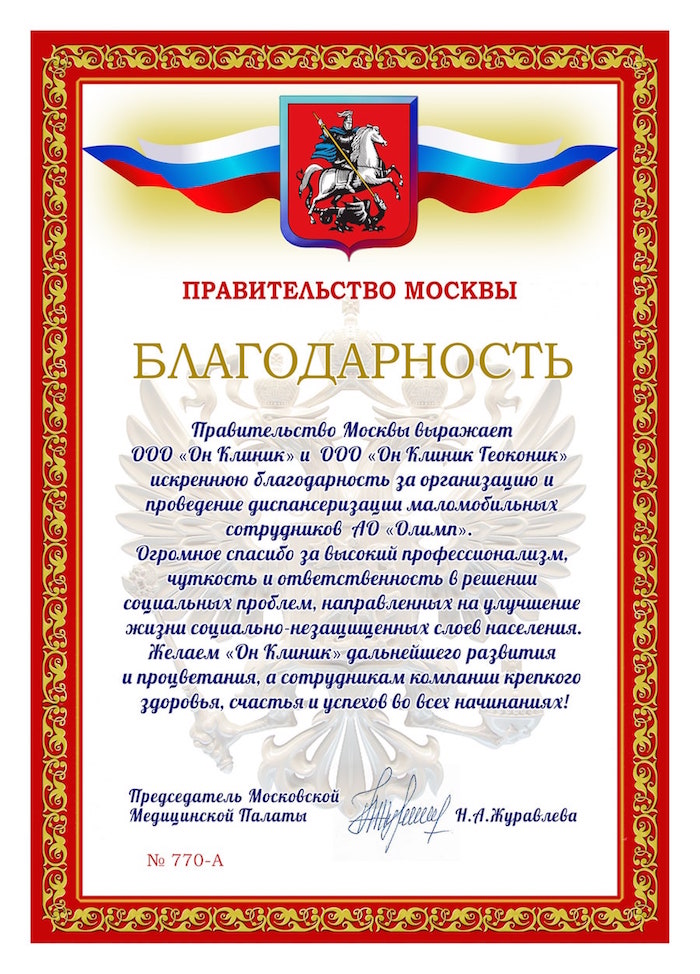 ПРАВИТЕЛЬСТВО МОСКВЫ
БЛАГОДАРНОСТЬ
Правительство Москвы выражает
ООО «Он Клиник» и ООО «Он Клиник Геоконик»
искреннюю благодарность за организацию и
проведение диспансеризации маломобильных
сотрудников АО «Олимп».
Огромное спасибо за высокий профессионализм,
чуткость и ответственность в решении
социальных проблем, направленных на улучшение
жизни социально-незащищенных слоев населения.
Желаем «Он Клиник» дальнейшего развития
и процветания, а сотрудникам компании крепкого
здоровья, счастья и успехов во всех начинаниях!
Председатель Московской
Медицинской Палаты Н.А.Журавлева
№ 770-А